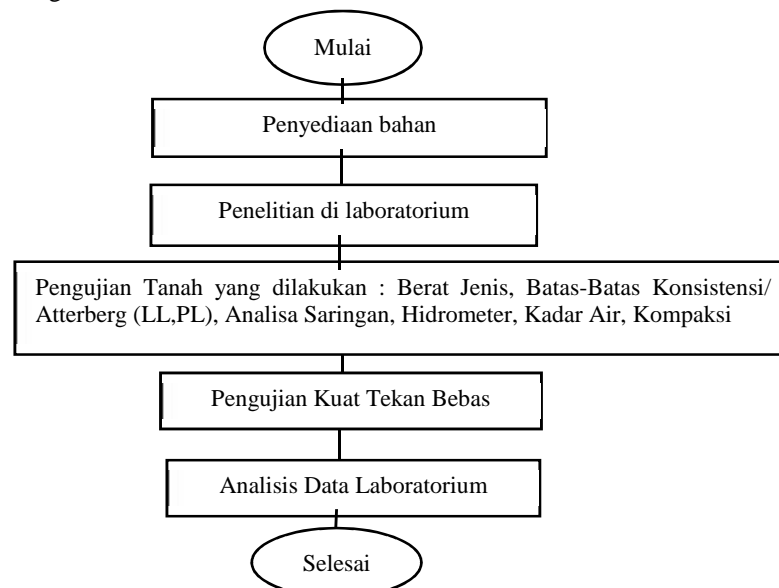 Mulai
Penyediaan bahan
Penelitian di laboratorium
Pengujian Tanah yang dilakukan : Berat Jenis, Batas-Batas Konsistensi/
Atterberg (LL,PL), Analisa Saringan, Hidrometer, Kadar Air, Kompaksi
Pengujian Kuat Tekan Bebas
Analisis Data Laboratorium
Selesai